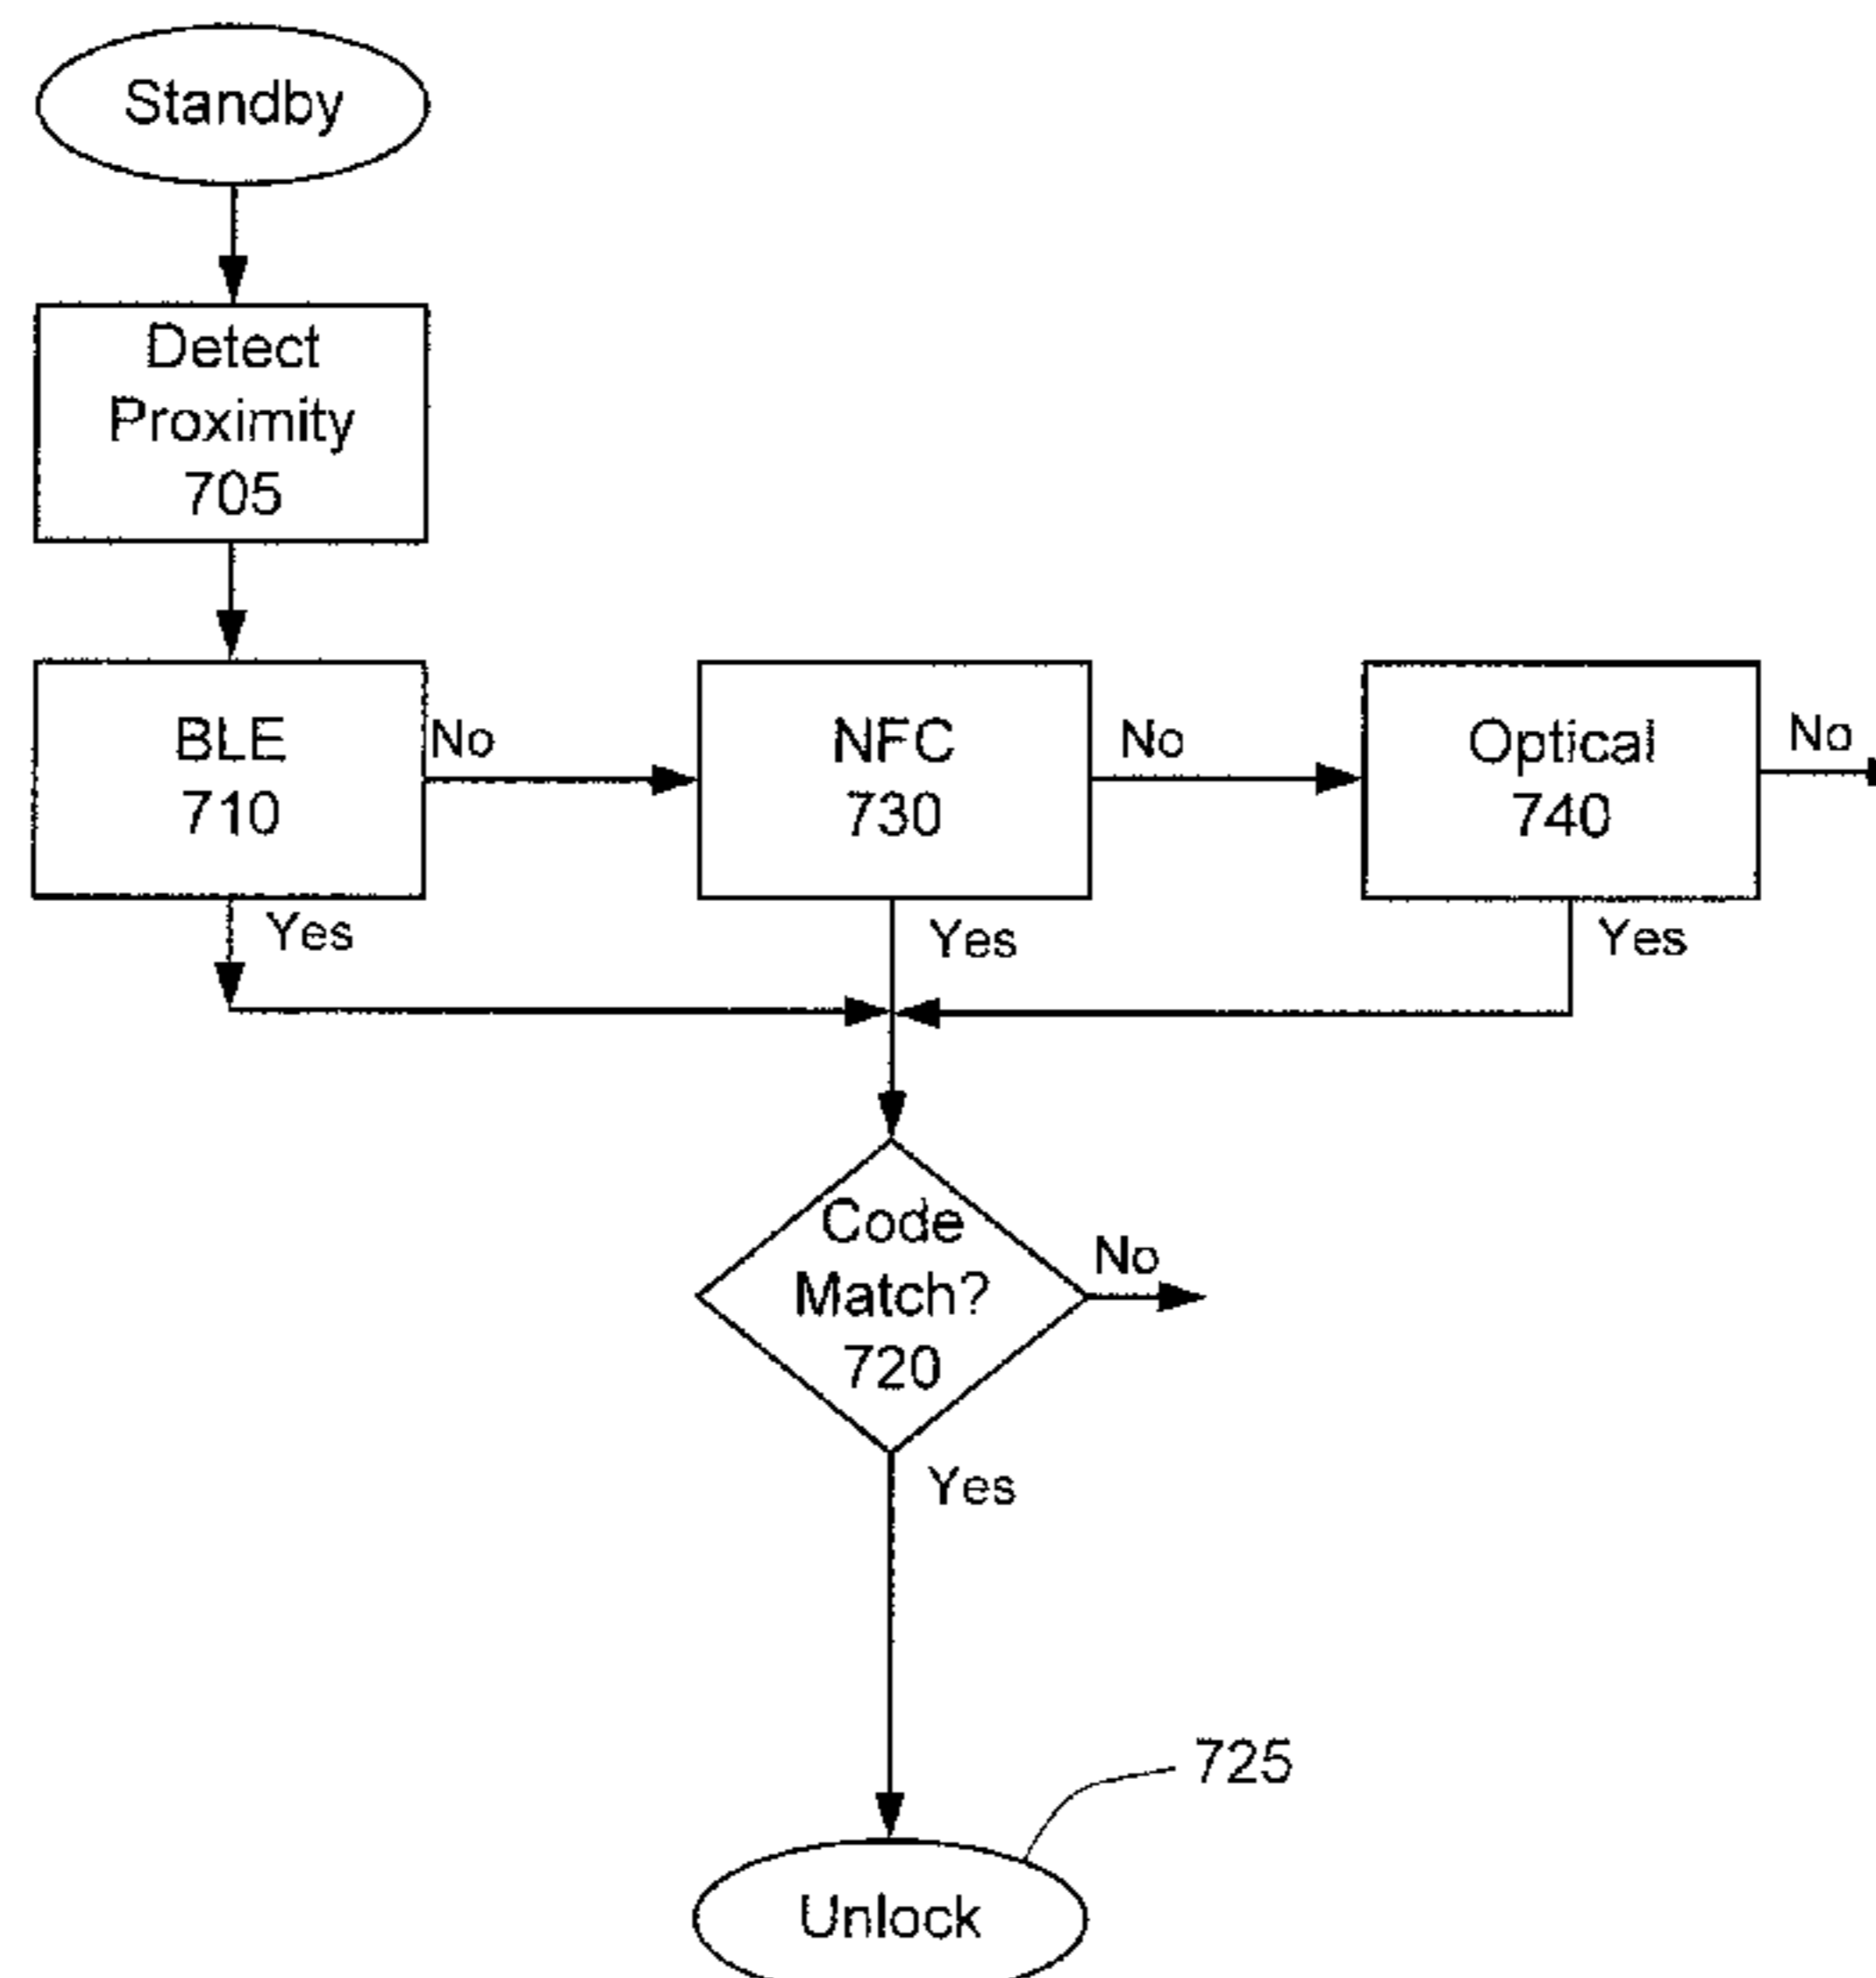 Standby
Detect
Proximity
705
BLE
710
No
NFC
730
No
Optical
740
No
Yes
Yes
Yes
Code
Match?
720
No
Yes
725
Unlock